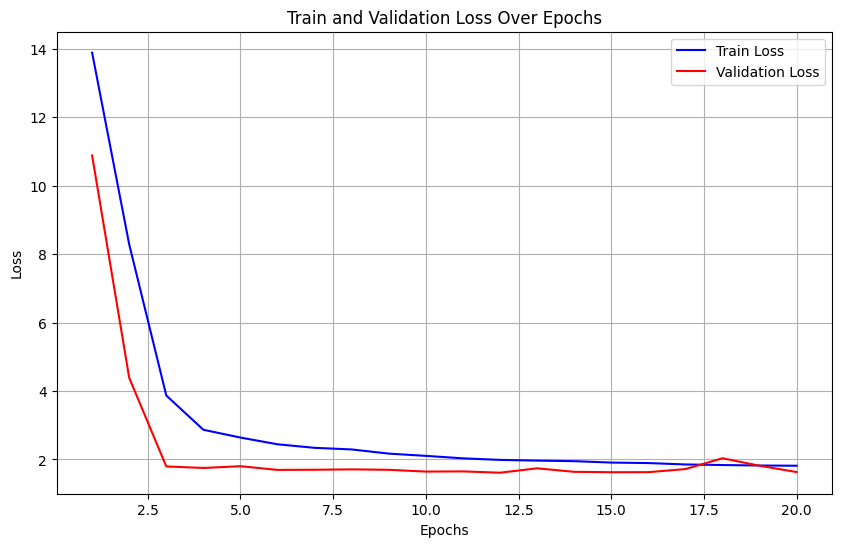 Train and Validation Loss Over Epochs
Train Loss
Validation Loss
14
12
10
8
6
4
2
Loss
2.5 5.0 7.5 10.0 12.5 15.0 17.5 20.0
Epochs